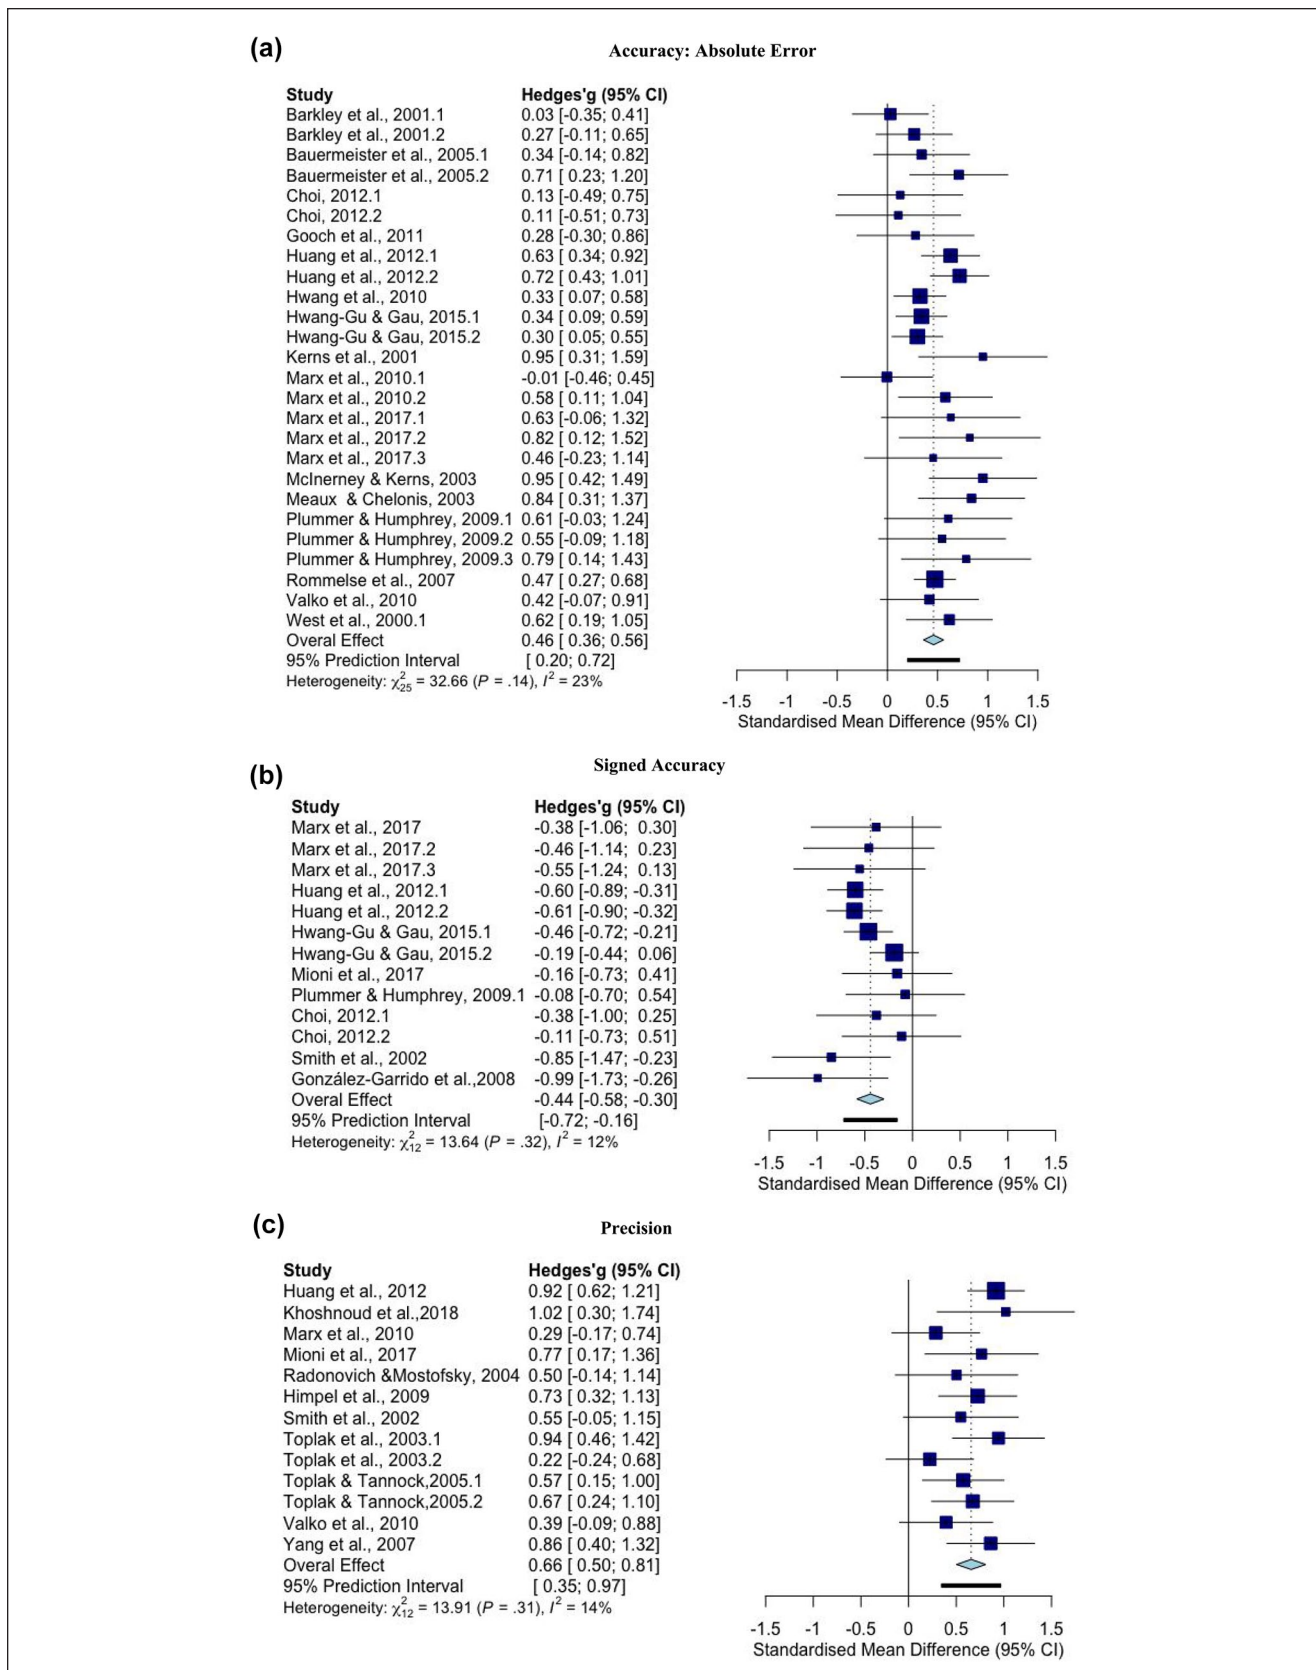 (a)
Accuracy: Absolute Error
Study Hedges'g (95% CI)
Barkley et al., 2001.1 0.03 [-0.35; 0.41]
Barkley et al., 2001.2 0.27 [-0.11; 0.65]
Bauermeister et al., 2005.1 0.34 [-0.14; 0.82]
Bauermeister et al., 2005.2 0.71 [ 0.23; 1.20]
Choi, 2012.1 0.13 [-0.49; 0.75]
Choi, 2012.2 0.11 [-0.51; 0.73]
Gooch et al., 2011 0.28 [-0.30; 0.86]
Huang et al., 2012.1 0.63 [ 0.34; 0.92]
Huang et al., 2012.2 0.72 [ 0.43; 1.01]
Hwang et al., 2010 0.33 [ 0.07; 0.58]
Hwang-Gu & Gau, 2015.1 0.34 [ 0.09; 0.59]
Hwang-Gu & Gau, 2015.2 0.30 [ 0.05; 0.55]
Kerns et al., 2001 0.95 [ 0.31; 1.59]
Marx et al., 2010.1 -0.01 [-0.46; 0.45]
Marx et al., 2010.2 0.58 [ 0.11; 1.04]
Marx et al., 2017.1 0.63 [-0.06; 1.32]
Marx et al., 2017.2 0.82 [ 0.12; 1.52]
Marx et al., 2017.3 0.46 [-0.23; 1.14]
McInerney & Kerns, 2003 0.95 [ 0.42; 1.49]
Meaux & Chelonis, 2003 0.84 [ 0.31; 1.37]
Plummer & Humphrey, 2009.1 0.61 [-0.03; 1.24]
Plummer & Humphrey, 2009.2 0.55 [-0.09; 1.18]
Plummer & Humphrey, 2009.3 0.79 [ 0.14; 1.43]
Rommelse et al., 2007 0.47 [ 0.27; 0.68]
Valko et al., 2010 0.42 [-0.07; 0.91]
West et al., 2000.1 0.62 [ 0.19; 1.05]
Overal Effect 0.46 [ 0.36; 0.56]
95% Prediction Interval [ 0.20; 0.72]
Heterogeneity: χ²₂₅ = 32.66 (P = .14), I² = 23%
-1.5 -1 -0.5 0 0.5 1 1.5
Standardised Mean Difference (95% CI)
(b)
Signed Accuracy
Study Hedges'g (95% CI)
Marx et al., 2017 -0.38 [-1.06; 0.30]
Marx et al., 2017.2 -0.46 [-1.14; 0.23]
Marx et al., 2017.3 -0.55 [-1.24; 0.13]
Huang et al., 2012.1 -0.60 [-0.89; -0.31]
Huang et al., 2012.2 -0.61 [-0.90; -0.32]
Hwang-Gu & Gau, 2015.1 -0.46 [-0.72; -0.21]
Hwang-Gu & Gau, 2015.2 -0.19 [-0.44; 0.06]
Mioni et al., 2017 -0.16 [-0.73; 0.41]
Plummer & Humphrey, 2009.1 -0.08 [-0.70; 0.54]
Choi, 2012.1 -0.38 [-1.00; 0.25]
Choi, 2012.2 -0.11 [-0.73; 0.51]
Smith et al., 2002 -0.85 [-1.47; -0.23]
González-Garrido et al.,2008 -0.99 [-1.73; -0.26]
Overal Effect -0.44 [-0.58; -0.30]
95% Prediction Interval [-0.72; -0.16]
Heterogeneity: χ²₁₂ = 13.64 (P = .32), I² = 12%
-1.5 -1 -0.5 0 0.5 1 1.5
Standardised Mean Difference (95% CI)
(c)
Precision
Study Hedges'g (95% CI)
Huang et al., 2012 0.92 [ 0.62; 1.21]
Khoshnoud et al.,2018 1.02 [ 0.30; 1.74]
Marx et al., 2010 0.29 [-0.17; 0.74]
Mioni et al., 2017 0.77 [ 0.17; 1.36]
Radonovich &Mostofsky, 2004 0.50 [-0.14; 1.14]
Himpel et al., 2009 0.73 [ 0.32; 1.13]
Smith et al., 2002 0.55 [-0.05; 1.15]
Toplak et al., 2003.1 0.94 [ 0.46; 1.42]
Toplak et al., 2003.2 0.22 [-0.24; 0.68]
Toplak & Tannock,2005.1 0.57 [ 0.15; 1.00]
Toplak & Tannock,2005.2 0.67 [ 0.24; 1.10]
Valko et al., 2010 0.39 [-0.09; 0.88]
Yang et al., 2007 0.86 [ 0.40; 1.32]
Overal Effect 0.66 [ 0.50; 0.81]
95% Prediction Interval [ 0.35; 0.97]
Heterogeneity: χ²₁₂ = 13.91 (P = .31), I² = 14%
-1.5 -1 -0.5 0 0.5 1 1.5
Standardised Mean Difference (95% CI)